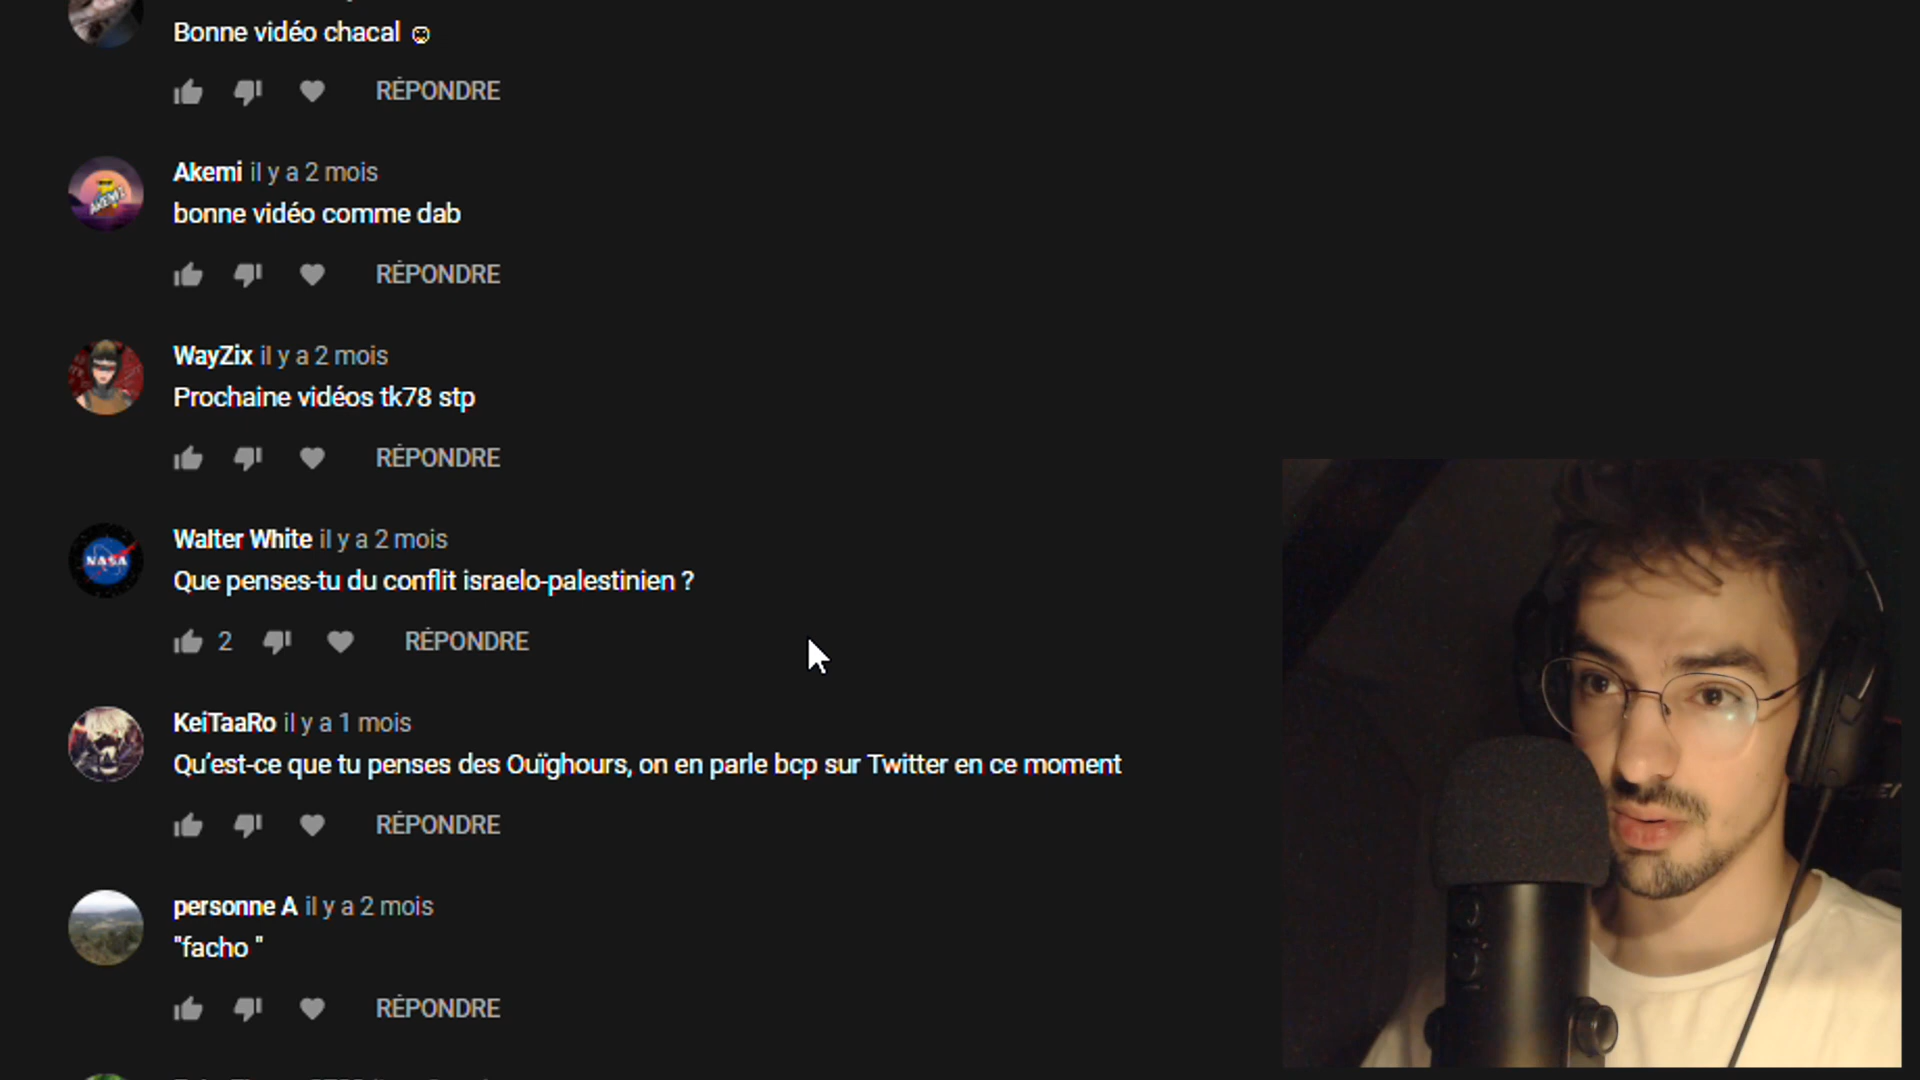 Bonne vidéo chacal
RÉPONDRE
Akemi il y a 2 mois
bonne vidéo comme dab
RÉPONDRE
WayZix il y a 2 mois
Prochaine vidéos tk78 stp
RÉPONDRE
NASA
Walter White il y a 2 mois
Que penses-tu du conflit israelo-palestinien ?
2 RÉPONDRE
KeiTaaRo il y a 1 mois
Qu'est-ce que tu penses des Ouïghours, on en parle bcp sur Twitter en ce moment
RÉPONDRE
personne A il y a 2 mois
"facho "
RÉPONDRE